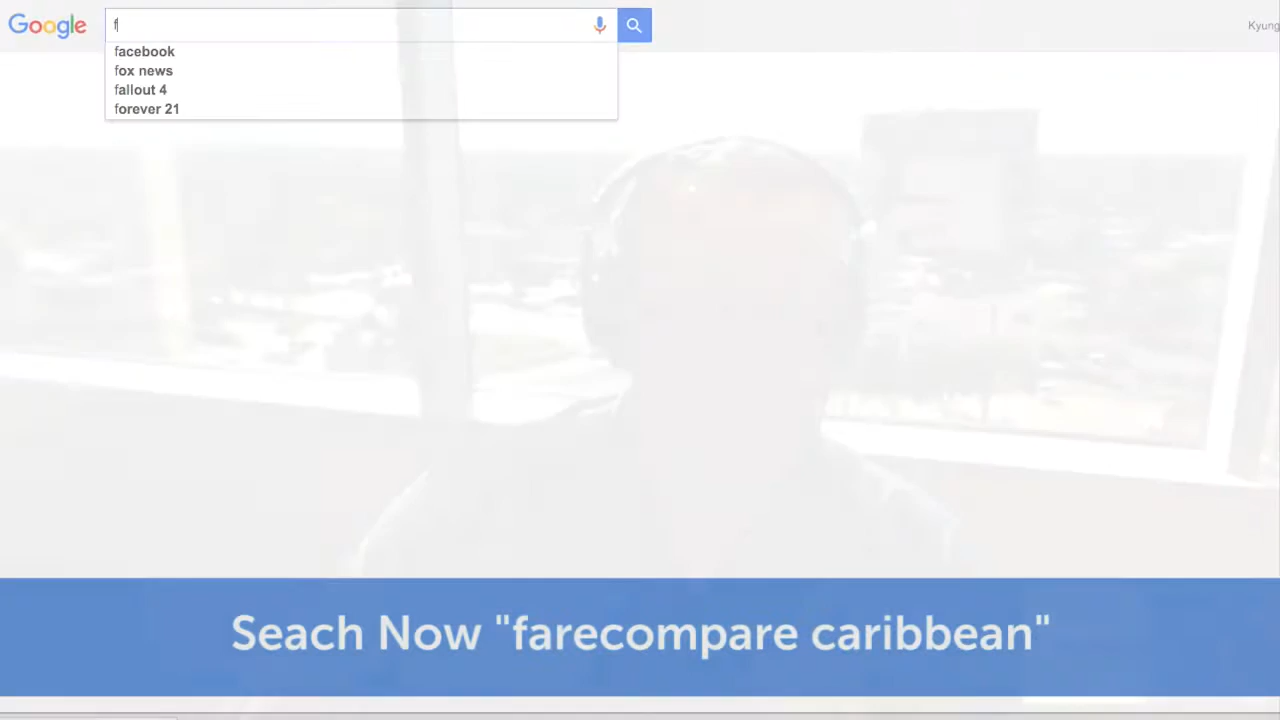 Google
f
Kyung
facebook
fox news
fallout 4
forever 21
Seach Now "farecompare caribbean"